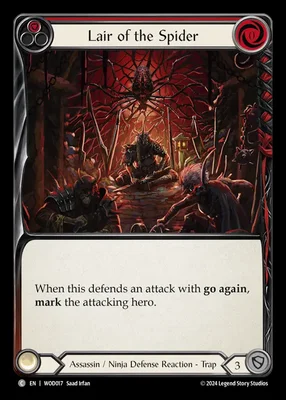 Lair of the Spider
When this defends an attack with go again,
mark the attacking hero.
Assassin / Ninja Defense Reaction - Trap
3
C EN | WOD017 Saad Irfan
©2024 Legend Story Studios